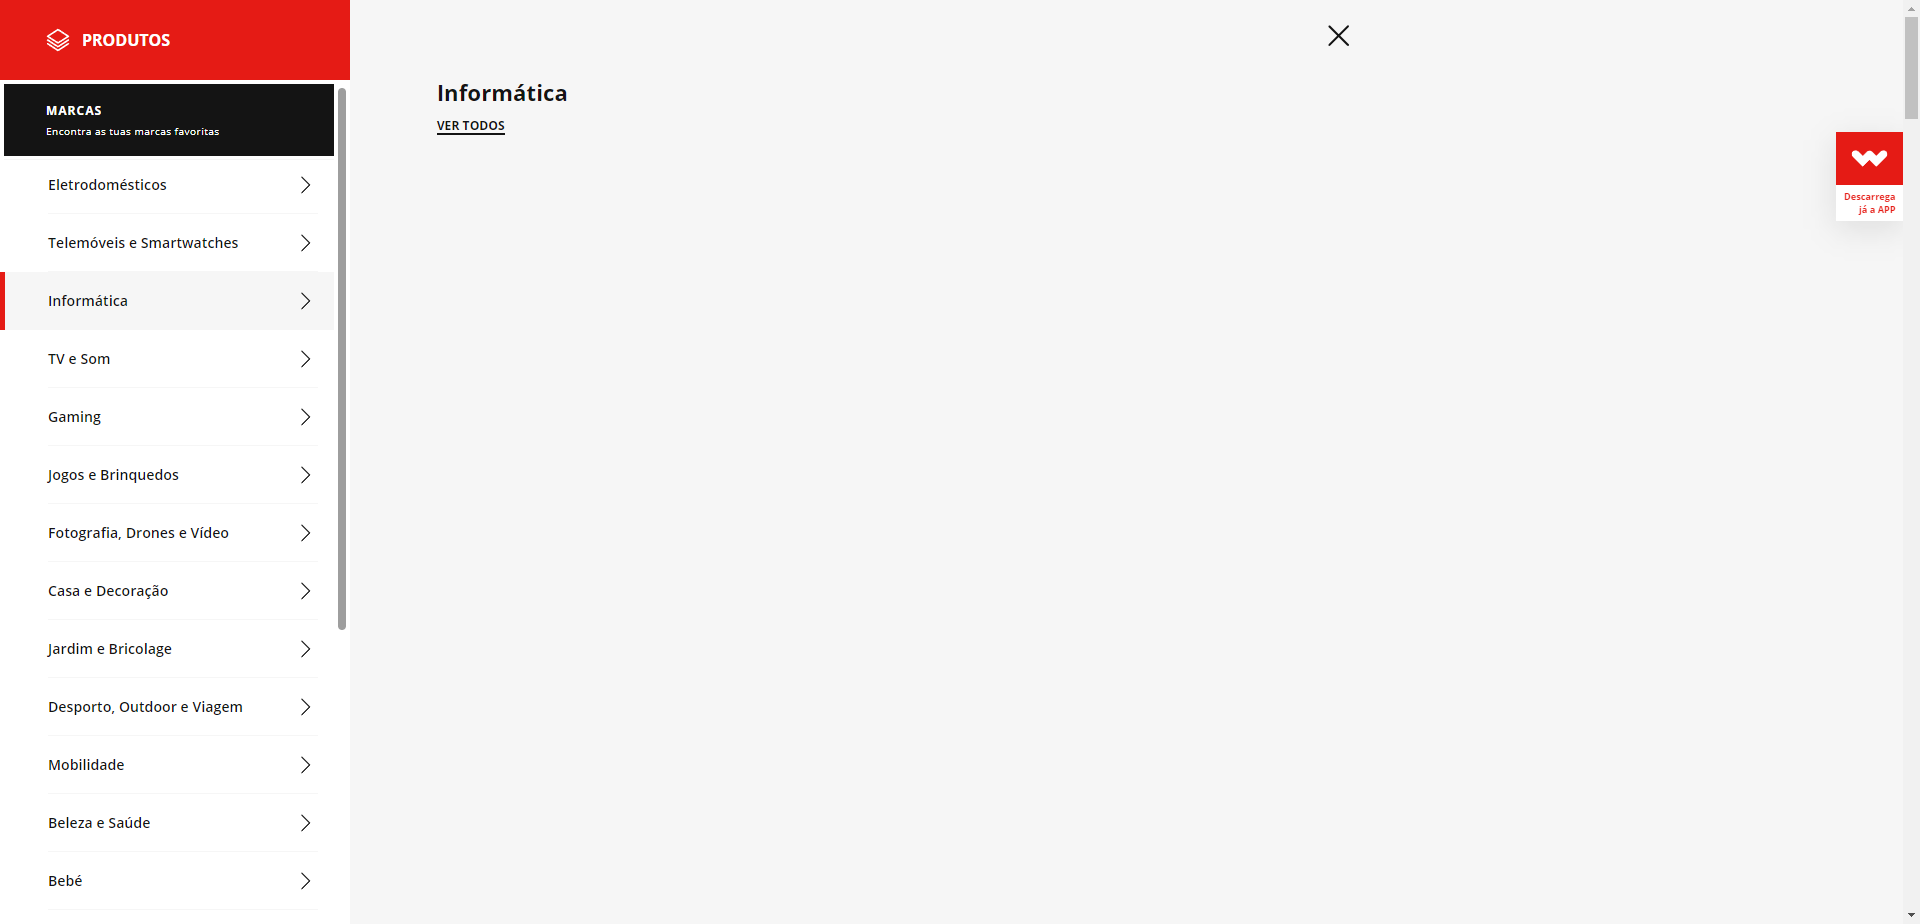 PRODUTOS
MARCAS
Encontra as tuas marcas favoritas
Eletrodomésticos
Telemóveis e Smartwatches
Informática
TV e Som
Gaming
Jogos e Brinquedos
Fotografia, Drones e Vídeo
Casa e Decoração
Jardim e Bricolage
Desporto, Outdoor e Viagem
Mobilidade
Beleza e Saúde
Bebé
Informática
VER TODOS
Descarrega
já a APP